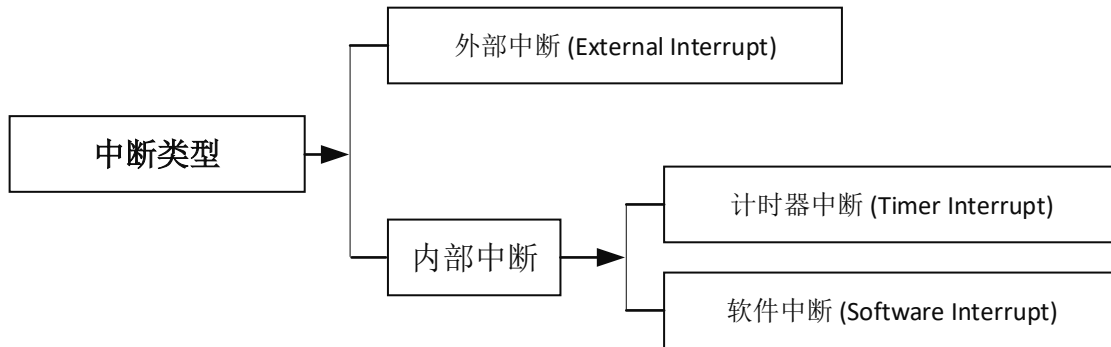 外部中断 (External Interrupt)
中断类型
计时器中断 (Timer Interrupt)
内部中断
软件中断 (Software Interrupt)